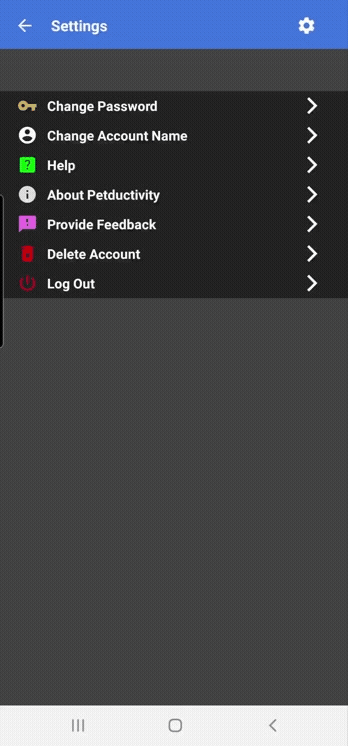 Settings
Change Password
Change Account Name
Help
About Petductivity
Provide Feedback
Delete Account
Log Out